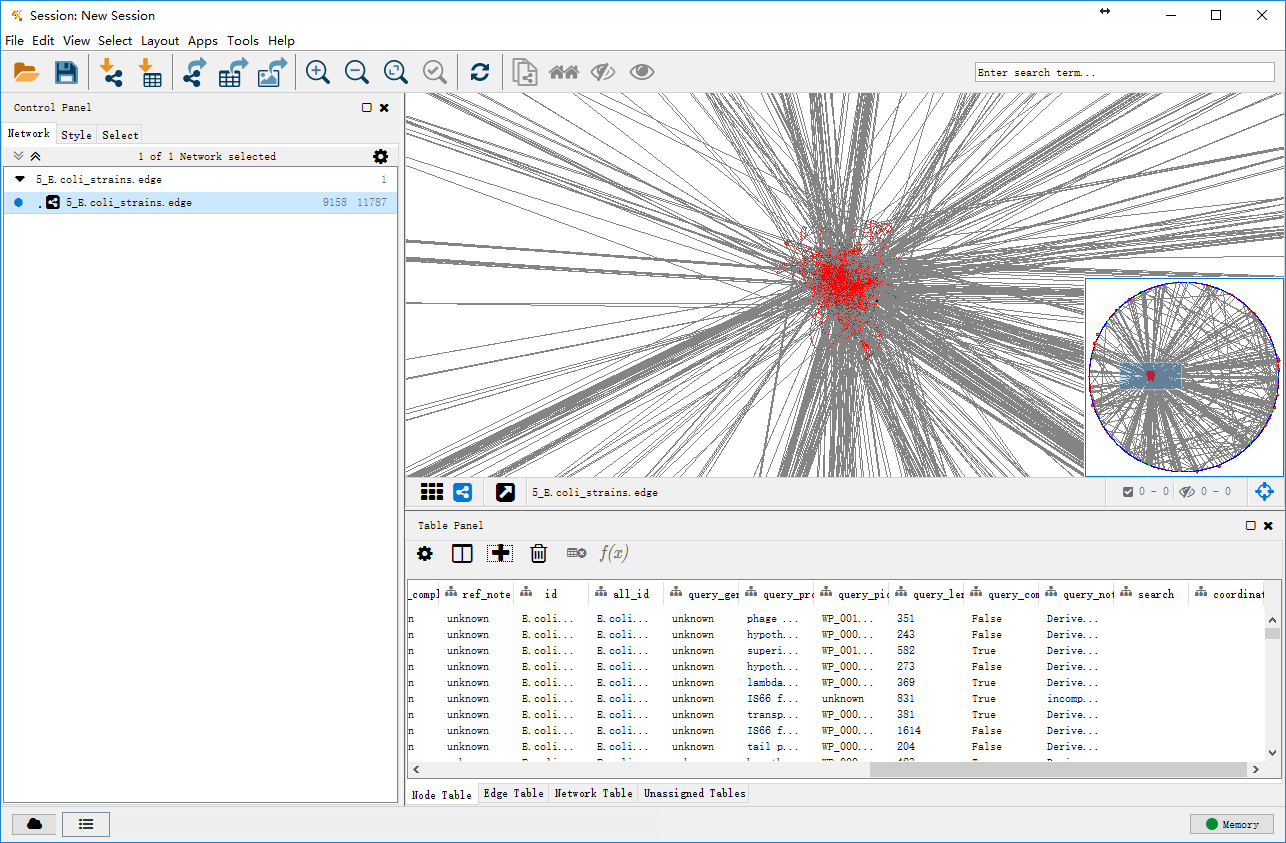 Session: New Session
File Edit View Select Layout Apps Tools Help
Enter search term...
Control Panel
Network Style Select
1 of 1 Network selected
5_E.coli_strains.edge 1
5_E.coli_strains.edge 9158 11787
5_E.coli_strains.edge 0 - 0 0 - 0
Table Panel
f(x)
_compl ref_note id all_id query_ger query_pro query_pid query_len query_com query_not search coordinat
n unknown E.coli... E.coli... unknown phage ... WP_001... 351 False Derive...
n unknown E.coli... E.coli... unknown hypoth... WP_000... 243 False Derive...
n unknown E.coli... E.coli... unknown superi... WP_001... 582 True Derive...
n unknown E.coli... E.coli... unknown hypoth... WP_000... 273 False Derive...
n unknown E.coli... E.coli... unknown lambda... WP_000... 369 True Derive...
n unknown E.coli... E.coli... unknown IS66 f... unknown 831 True incomp...
n unknown E.coli... E.coli... unknown transp... WP_000... 381 True Derive...
n unknown E.coli... E.coli... unknown IS66 f... WP_000... 1614 False Derive...
n unknown E.coli... E.coli... unknown tail p... WP_000... 204 False Derive...
Node Table Edge Table Network Table Unassigned Tables
Memory